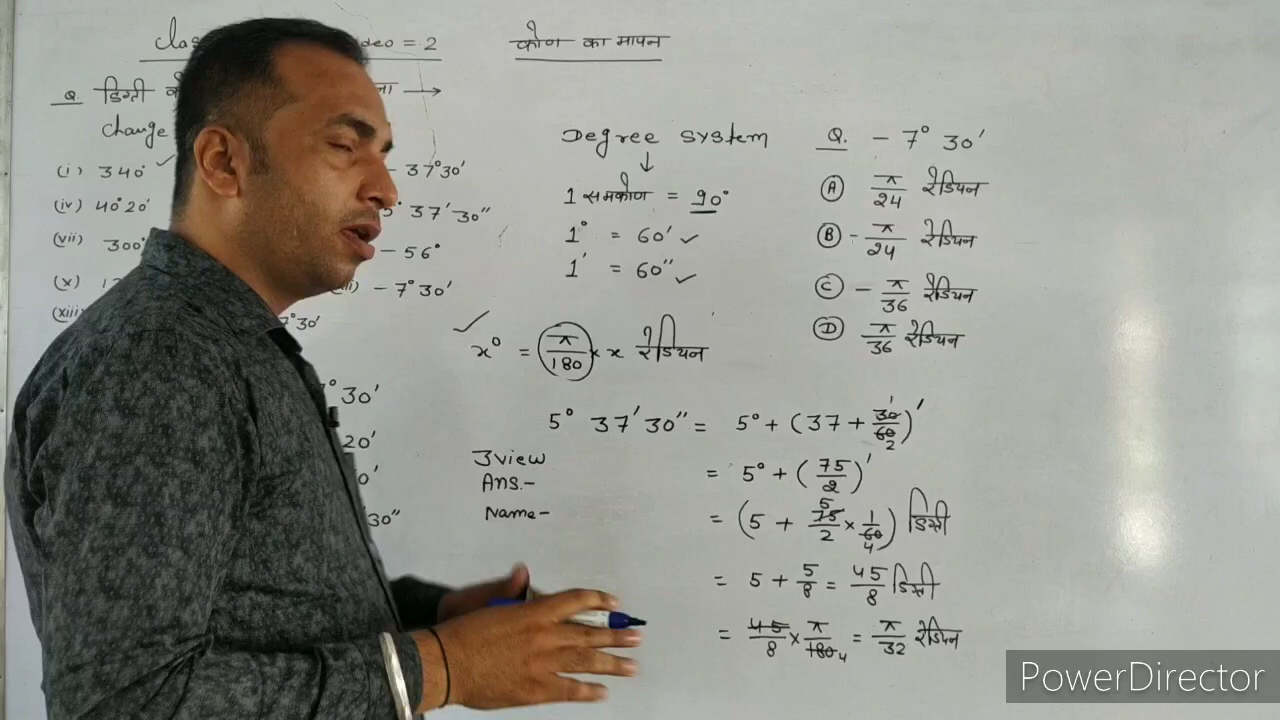 deo = 2
कोण का मापन
Q. डिग्री
ना →
change
(i) 340° ✓
- 37°30'
(iv) 40°20'
37' 30"
(vii) 300°
- 56°
(x)
- 7°30'
(xiii)
7°30'
7°30'
20'
30"
Degree system
↓
1 समकोण = 90°
1° = 60' ✓
1' = 60" ✓
✓ x° = π/180 × x रेडियन
Q. - 7° 30'
(A) π/24 रेडियन
(B) - π/24 रेडियन
(C) - π/36 रेडियन
(D) π/36 रेडियन
5° 37' 30" = 5° + (37 + 30/60)'
= 5° + (75/2)'
= (5 + 75/2 × 1/60) डिग्री
= 5 + 5/8 = 45/8 डिग्री
= 45/8 × π/180 = π/32 रेडियन
Jview
Ans.-
Name-
PowerDirector